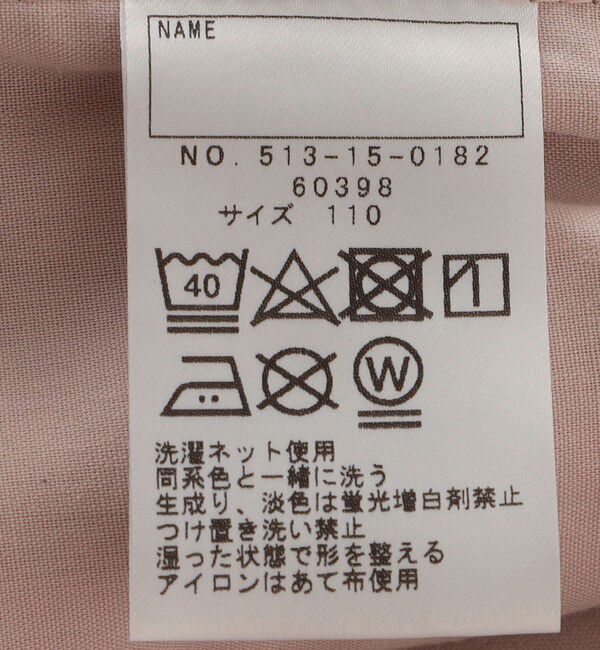 NAME
NO. 513-15-0182
60398
サイズ 110
40
W
洗濯ネット使用
同系色と一緒に洗う
生成り、淡色は蛍光増白剤禁止
つけ置き洗い禁止
湿った状態で形を整える
アイロンはあて布使用